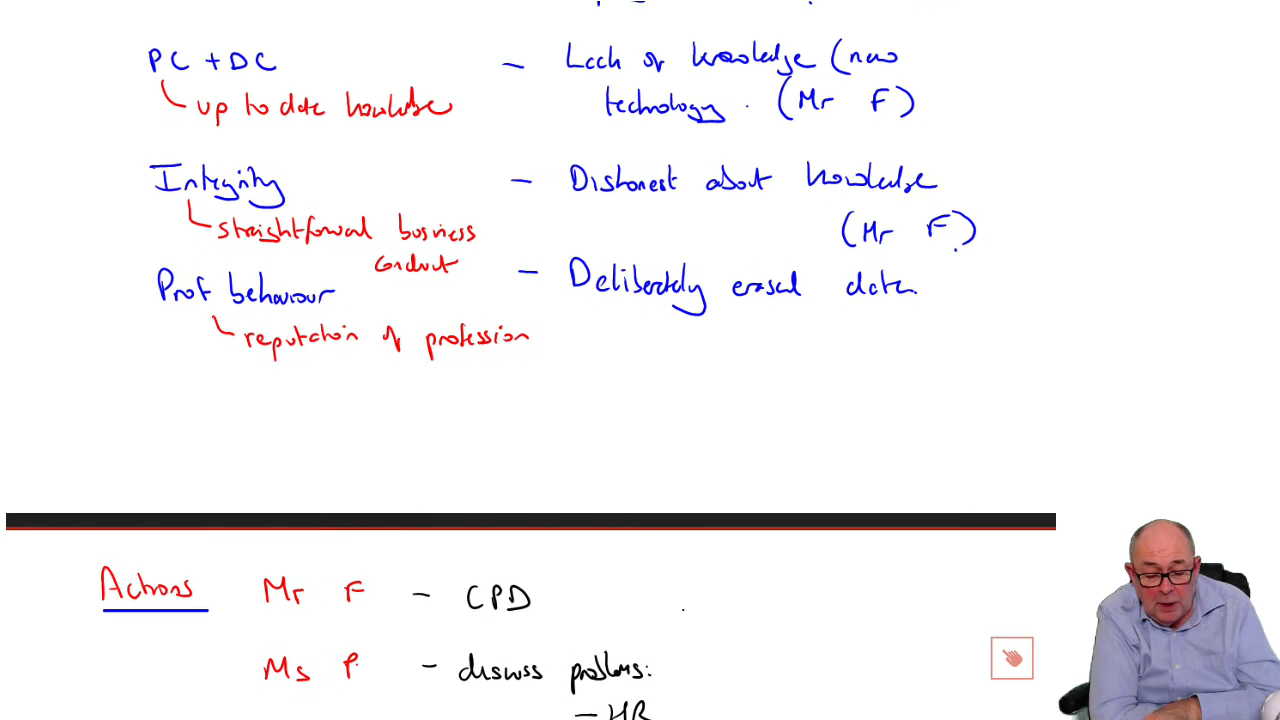 PC + DC - Lack of knowledge (new
up to date knowledge technology. (Mr F)
Integrity - Dishonest about knowledge
straightforward business (Mr F)
conduct
Prof behaviour - Deliberately erased data.
reputation of profession
Actions Mr F - CPD
Ms P - discuss problems:
- HR